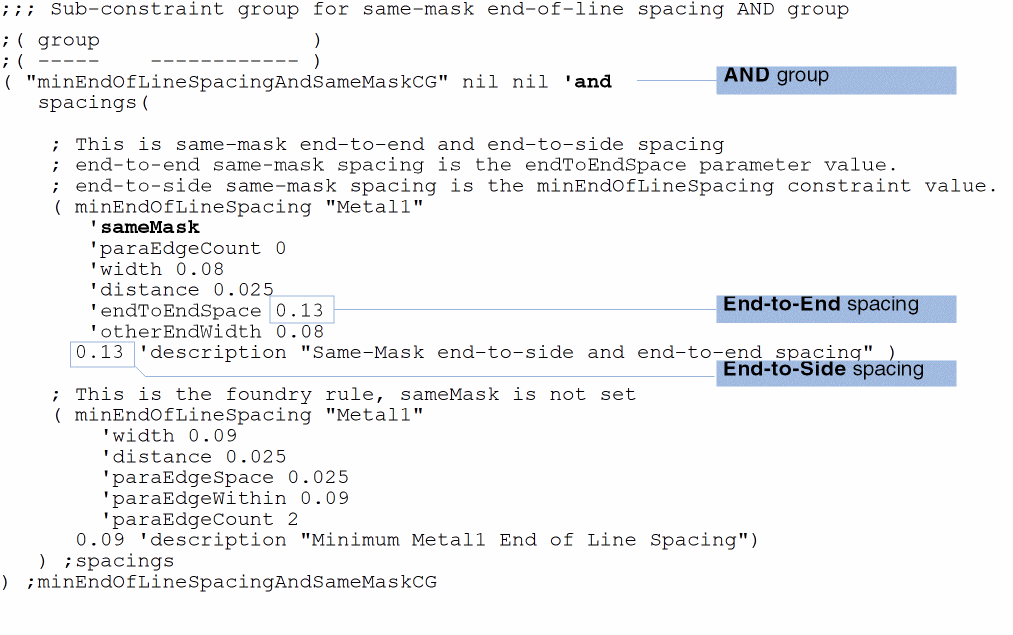 ;;; Sub-constraint group for same-mask end-of-line spacing AND group
;( group                  )
;( -----    ------------ )
( "minEndOfLineSpacingAndSameMaskCG" nil nil 'and
AND group
spacings(
; This is same-mask end-to-end and end-to-side spacing
; end-to-end same-mask spacing is the endToEndSpace parameter value.
; end-to-side same-mask spacing is the minEndOfLineSpacing constraint value.
( minEndOfLineSpacing "Metal1"
'sameMask
'paraEdgeCount 0
'width 0.08
'distance 0.025
'endToEndSpace 0.13
End-to-End spacing
'otherEndWidth 0.08
0.13 'description "Same-Mask end-to-side and end-to-end spacing" )
End-to-Side spacing
; This is the foundry rule, sameMask is not set
( minEndOfLineSpacing "Metal1"
'width 0.09
'distance 0.025
'paraEdgeSpace 0.025
'paraEdgeWithin 0.09
'paraEdgeCount 2
0.09 'description "Minimum Metal1 End of Line Spacing")
) ;spacings
) ;minEndOfLineSpacingAndSameMaskCG